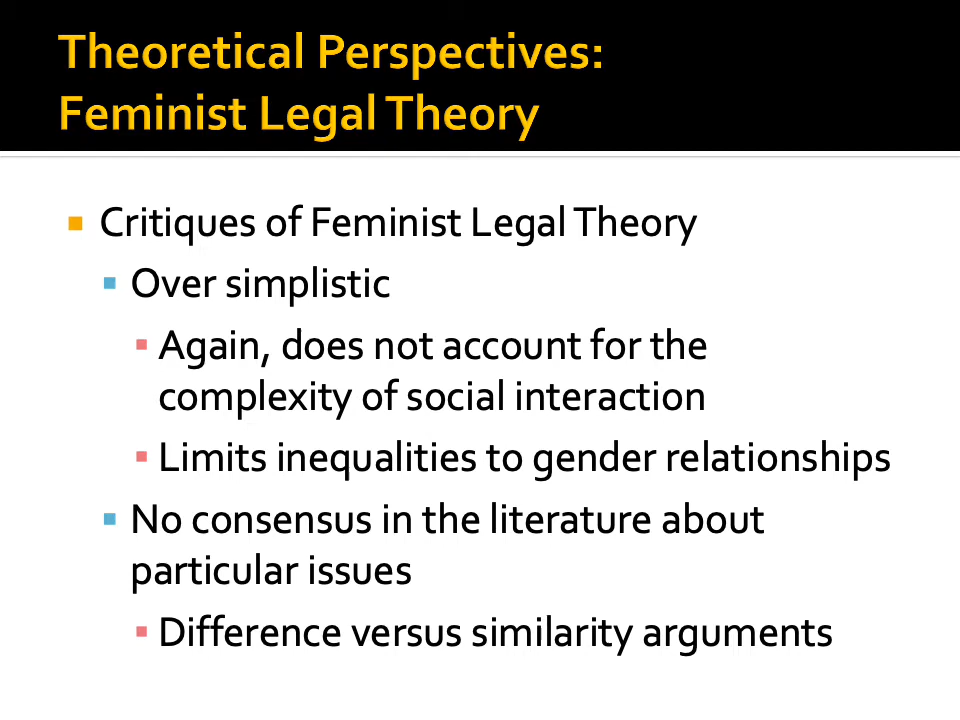 Theoretical Perspectives:
Feminist Legal Theory
Critiques of Feminist Legal Theory
Over simplistic
Again, does not account for the
complexity of social interaction
Limits inequalities to gender relationships
No consensus in the literature about
particular issues
Difference versus similarity arguments